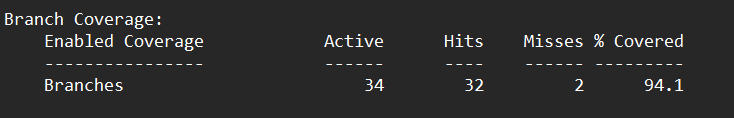 Branch Coverage:
    Enabled Coverage            Active      Hits    Misses % Covered
    ----------------            ------      ----    ------ ---------
    Branches                        34        32         2      94.1